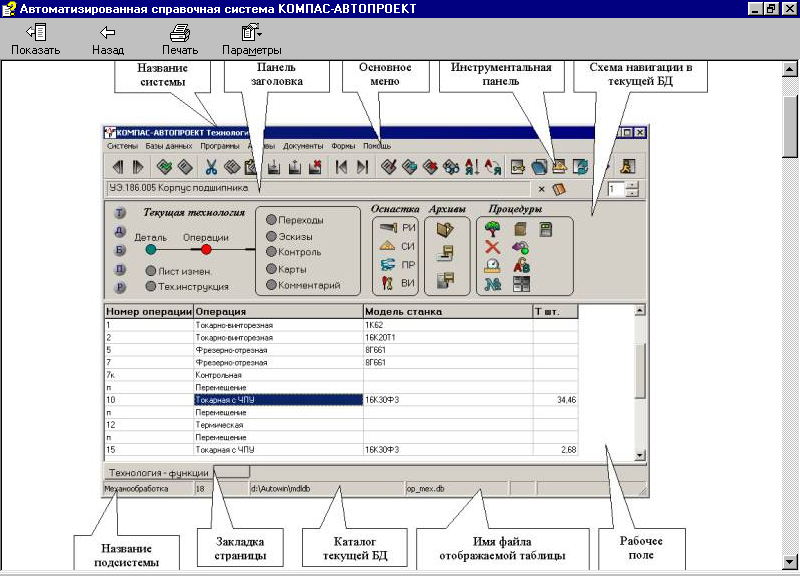 Автоматизированная справочная система КОМПАС-АВТОПРОЕКТ
Показать Назад Печать Параметры
Название системы
Панель заголовка
Основное меню
Инструментальная панель
Схема навигации в текущей БД
КОМПАС-АВТОПРОЕКТ
Системы Базы данных Программы Документы Формы Помощь
УЭ.186.005 Корпус подшипника
1
Текущая технология
Оснастка Архивы Процедуры
Т
Д
Б
П
Р
Деталь Операции
Лист измен.
Тех.инструкция
Переходы
Эскизы
Контроль
Карты
Комментарий
РИ
СИ
ПР
ВИ
Номер операции Операция Модель станка Т шт.
1 Токарно-винторезная 1К62
2 Токарно-винторезная 16К20Т1
5 Фрезерно-отрезная 8Г661
7 Фрезерно-отрезная 8Г661
7к Контрольная
п Перемещение
10 Токарная с ЧПУ 16К30Ф3 34,46
п Перемещение
12 Термическая
п Перемещение
15 Токарная с ЧПУ 16К30Ф3 2,68
Технология - функции
Механообработка 18 d:\Autowin\mdldb op_mex.db
Название подсистемы
Закладка страницы
Каталог текущей БД
Имя файла отображаемой таблицы
Рабочее поле